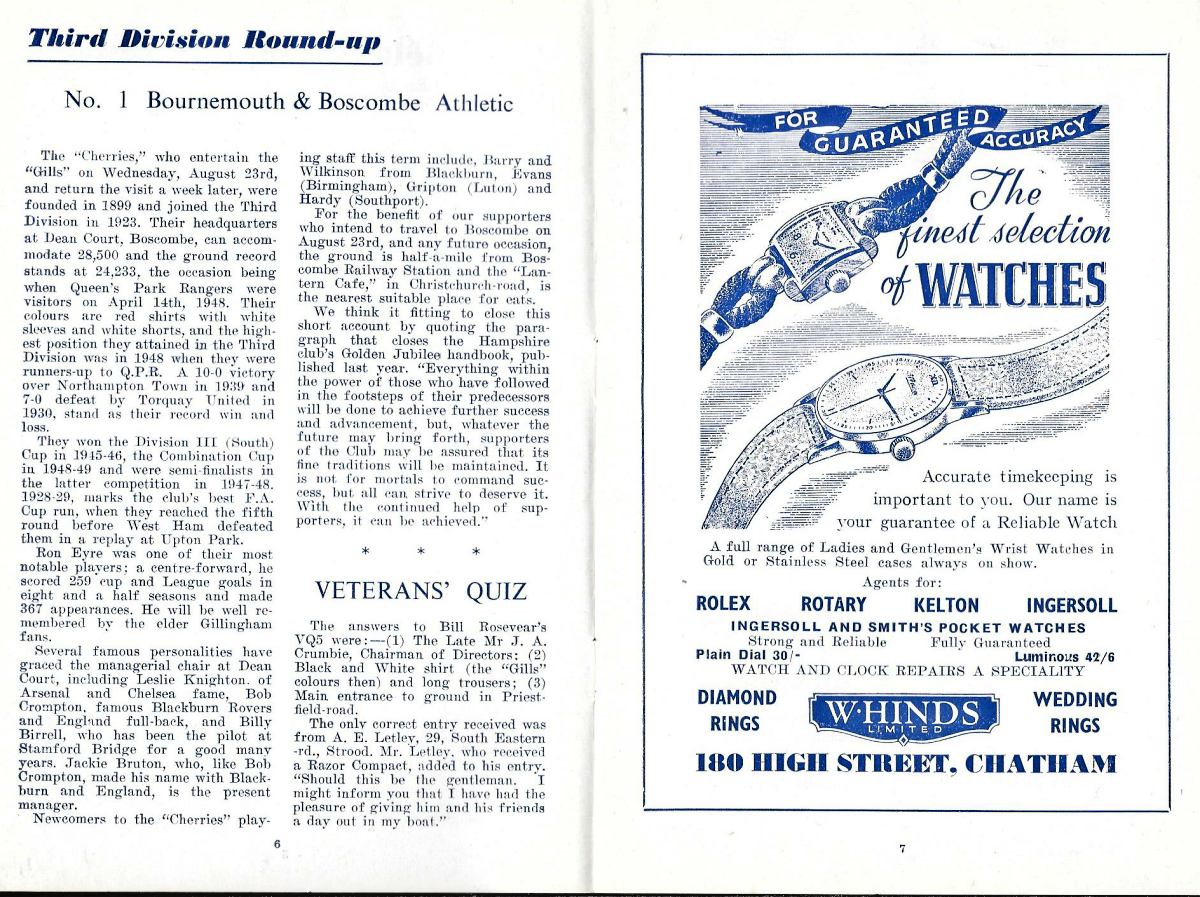 Third Division Round-up
No. 1 Bournemouth & Boscombe Athletic
The "Cherries," who entertain the
"Gills" on Wednesday, August 23rd,
and return the visit a week later, were
founded in 1899 and joined the Third
Division in 1923. Their headquarters
at Dean Court, Boscombe, can accom-
modate 28,500 and the ground record
stands at 24,233, the occasion being
when Queen's Park Rangers were
visitors on April 14th, 1948. Their
colours are red shirts with white
sleeves and white shorts, and the high-
est position they attained in the Third
Division was in 1948 when they were
runners-up to Q.P.R. A 10-0 victory
over Northampton Town in 1939 and
7-0 defeat by Torquay United in
1930, stand as their record win and
loss.
They won the Division III (South)
Cup in 1945-46, the Combination Cup
in 1948-49 and were semi-finalists in
the latter competition in 1947-48.
1928-29, marks the club's best F.A.
Cup run, when they reached the fifth
round before West Ham defeated
them in a replay at Upton Park.
Ron Eyre was one of their most
notable players; a centre-forward, he
scored 259 cup and League goals in
eight and a half seasons and made
367 appearances. He will be well re-
membered by the elder Gillingham
fans.
Several famous personalities have
graced the managerial chair at Dean
Court, including Leslie Knighton. of
Arsenal and Chelsea fame, Bob
Crompton, famous Blackburn Rovers
and England full-back, and Billy
Birrell, who has been the pilot at
Stamford Bridge for a good many
years. Jackie Bruton, who, like Bob
Crompton, made his name with Black-
burn and England, is the present
manager.
Newcomers to the "Cherries" play-
ing staff this term include, Barry and
Wilkinson from Blackburn, Evans
(Birmingham), Gripton (Luton) and
Hardy (Southport).
For the benefit of our supporters
who intend to travel to Boscombe on
August 23rd, and any future occasion,
the ground is half-a-mile from Bos-
combe Railway Station and the "Lan-
tern Cafe," in Christchurch-road, is
the nearest suitable place for eats.
We think it fitting to close this
short account by quoting the para-
graph that closes the Hampshire
club's Golden Jubilee handbook, pub-
lished last year. "Everything within
the power of those who have followed
in the footsteps of their predecessors
will be done to achieve further success
and advancement, but, whatever the
future may bring forth, supporters
of the Club may be assured that its
fine traditions will be maintained. It
is not for mortals to command suc-
cess, but all can strive to deserve it.
With the continued help of sup-
porters, it can be achieved."
* * *
VETERANS' QUIZ
The answers to Bill Rosevear's
VQ5 were:—(1) The Late Mr J. A.
Crumbie, Chairman of Directors; (2)
Black and White shirt (the "Gills"
colours then) and long trousers; (3)
Main entrance to ground in Priest-
field-road.
The only correct entry received was
from A. E. Letley, 29, South Eastern
-rd., Strood. Mr. Letley, who received
a Razor Compact, added to his entry.
"Should this be the gentleman. I
might inform you that I have had the
pleasure of giving him and his friends
a day out in my boat."
6
FOR GUARANTEED ACCURACY
The
finest selection
of WATCHES
Accurate timekeeping is
important to you. Our name is
your guarantee of a Reliable Watch
A full range of Ladies and Gentlemen's Wrist Watches in
Gold or Stainless Steel cases always on show.
Agents for:
ROLEX ROTARY KELTON INGERSOLL
INGERSOLL AND SMITH'S POCKET WATCHES
Strong and Reliable Fully Guaranteed
Plain Dial 30/- Luminous 42/6
WATCH AND CLOCK REPAIRS A SPECIALITY
DIAMOND RINGS
W·HINDS
LIMITED
WEDDING RINGS
180 HIGH STREET, CHATHAM
7